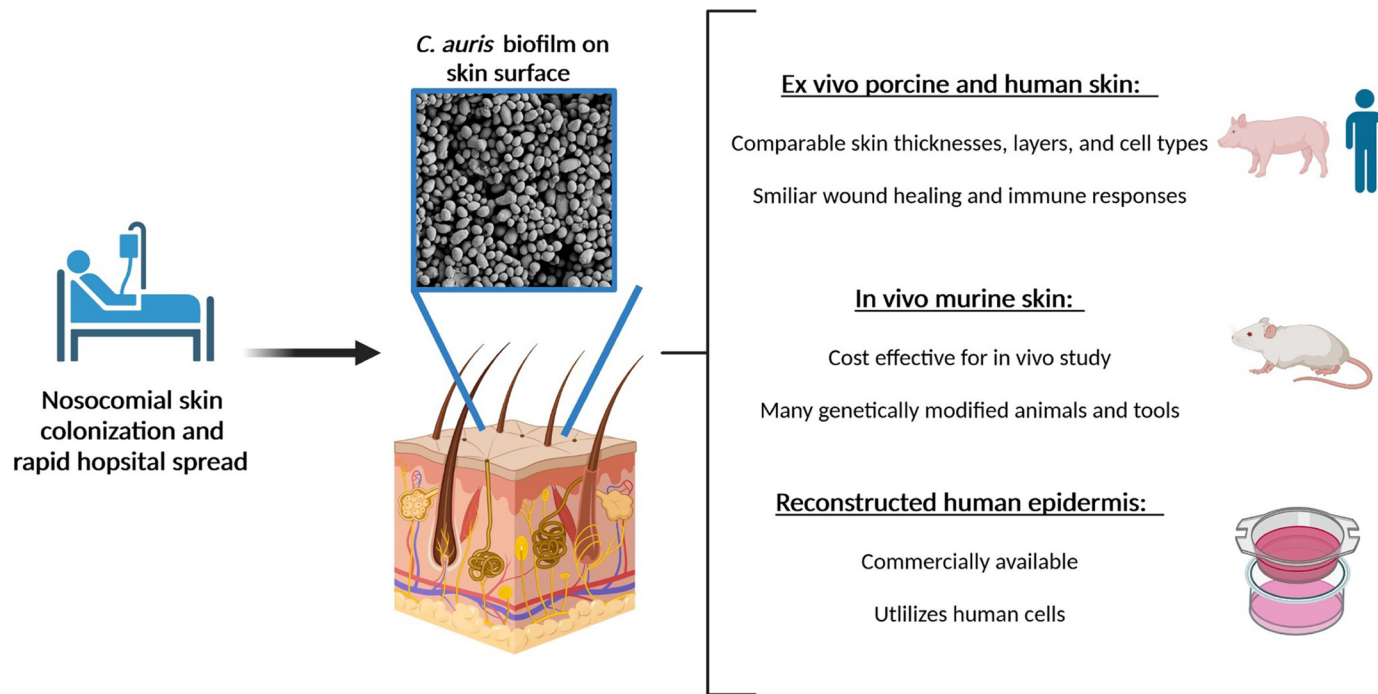 C. auris biofilm on
skin surface
Nosocomial skin
colonization and
rapid hopsital spread
Ex vivo porcine and human skin:
Comparable skin thicknesses, layers, and cell types
Smiliar wound healing and immune responses
In vivo murine skin:
Cost effective for in vivo study
Many genetically modified animals and tools
Reconstructed human epidermis:
Commercially available
Utlilizes human cells